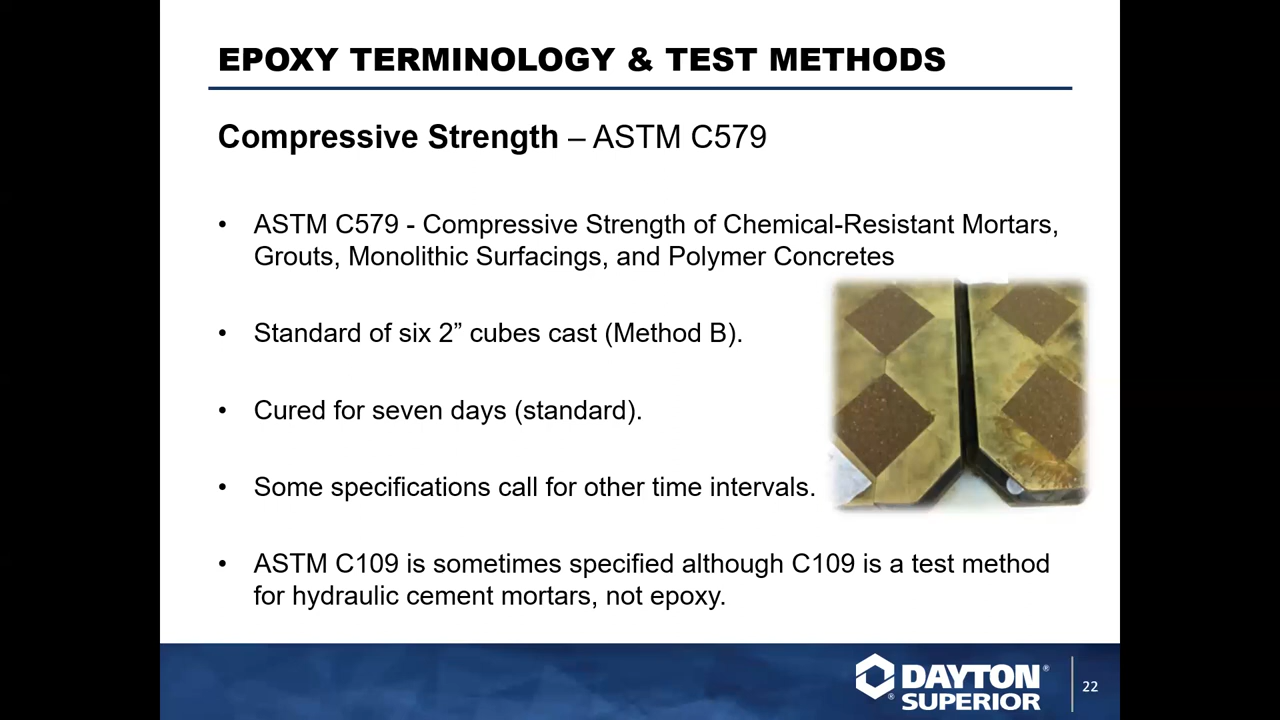 EPOXY TERMINOLOGY & TEST METHODS
Compressive Strength – ASTM C579
• ASTM C579 - Compressive Strength of Chemical-Resistant Mortars,
Grouts, Monolithic Surfacings, and Polymer Concretes
• Standard of six 2” cubes cast (Method B).
• Cured for seven days (standard).
• Some specifications call for other time intervals.
• ASTM C109 is sometimes specified although C109 is a test method
for hydraulic cement mortars, not epoxy.
DAYTON®
®SUPERIOR
22